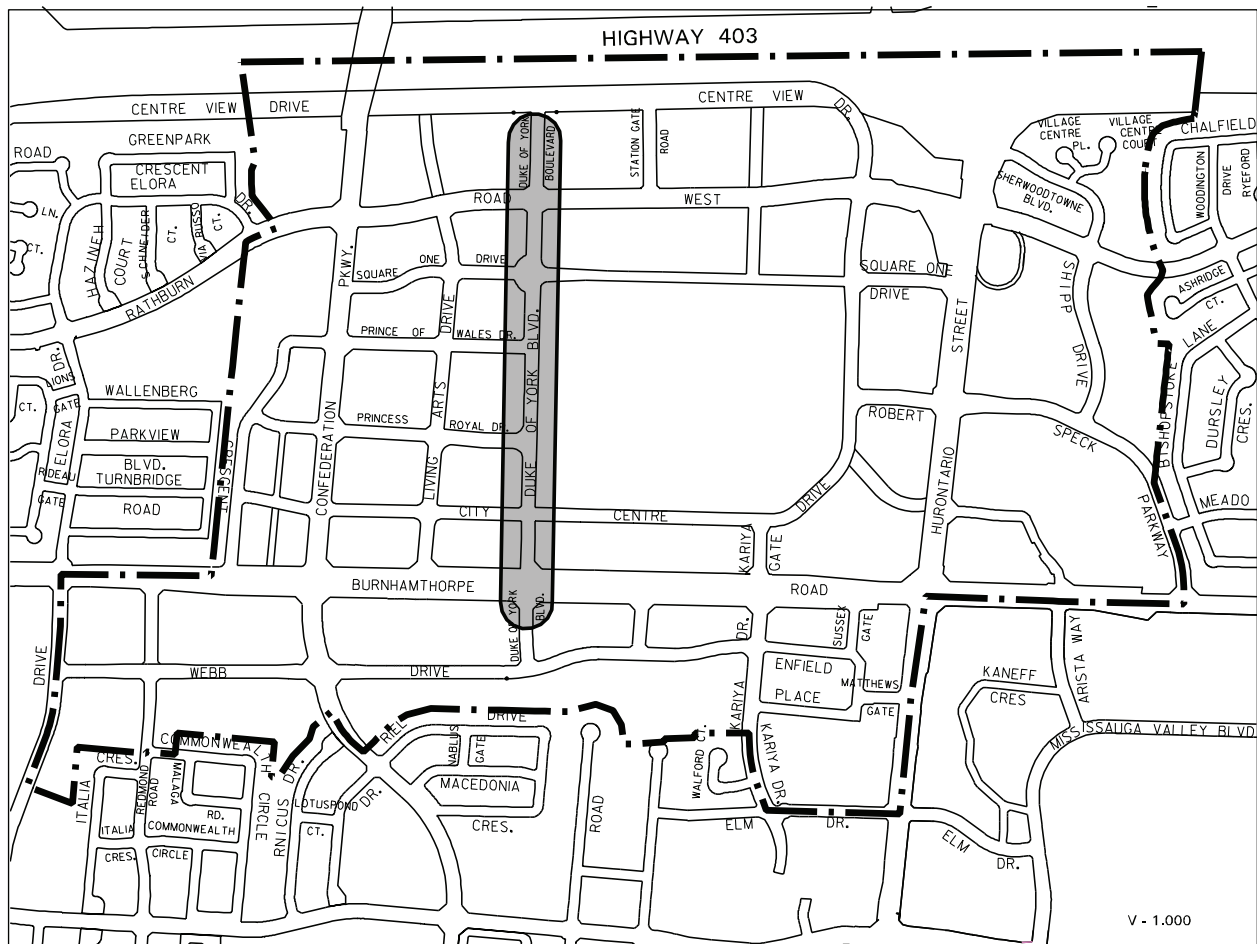 HIGHWAY 403
CENTRE VIEW DRIVE
CENTRE VIEW DR.
GREENPARK
CRESCENT
ELORA
DR.
ROAD
LN.
CT.
HAZINEH
COURT
SCHNEIDER
CT.
VIA RUSSO
CT.
RATHBURN
ROAD
WEST
PKWY.
DUKE OF YORK
BOULEVARD
STATION GATE
ROAD
VILLAGE
CENTRE
PL.
VILLAGE
CENTRE
COURT
CHALFIELD
SHERWOODTOWNE
BLVD.
WOODINGTON
DRIVE
RYEFORD
SQUARE ONE DRIVE
SQUARE ONE
DRIVE
ASHRIDGE
CT.
LANE
SHIPP
DRIVE
STREET
PRINCE OF WALES DR.
DRIVE
ARTS
LIVING
PRINCESS ROYAL DR.
DUKE OF YORK BLVD.
DR.
LIONS
GATE
CT.
ELORA
WALLENBERG
PARKVIEW
BLVD.
TURNBRIDGE
ROAD
RIDEAU
GATE
CRESCENT
CONFEDERATION
ROBERT
SPECK
PARKWAY
BISHOPSTOKE
DURSLEY
CRES.
MEADO
CITY CENTRE DRIVE
KARIYA
GATE
HURONTARIO
BURNHAMTHORPE ROAD
DUKE OF YORK
BLVD.
DR.
SUSSEX
GATE
WEBB DRIVE
DRIVE
ENFIELD
PLACE
MATTHEWS
GATE
KARIYA
KANEFF
CRES
ARISTA WAY
MISSISSAUGA VALLEY BLVD
COMMONWEALTH
CIRCLE
CRES.
ITALIA
REDMOND
ROAD
MALAGA
RD.
ITALIA
COMMONWEALTH
CRES.
CIRCLE
RIEL
DRIVE
NABLUS
GATE
MACEDONIA
CRES.
DR.
SUCIRNI
LOTUSPOND
CT.
DR.
ROAD
WALFORD
CT.
KARIYA DR.
ELM
DR.
ELM
DR.
V - 1.000